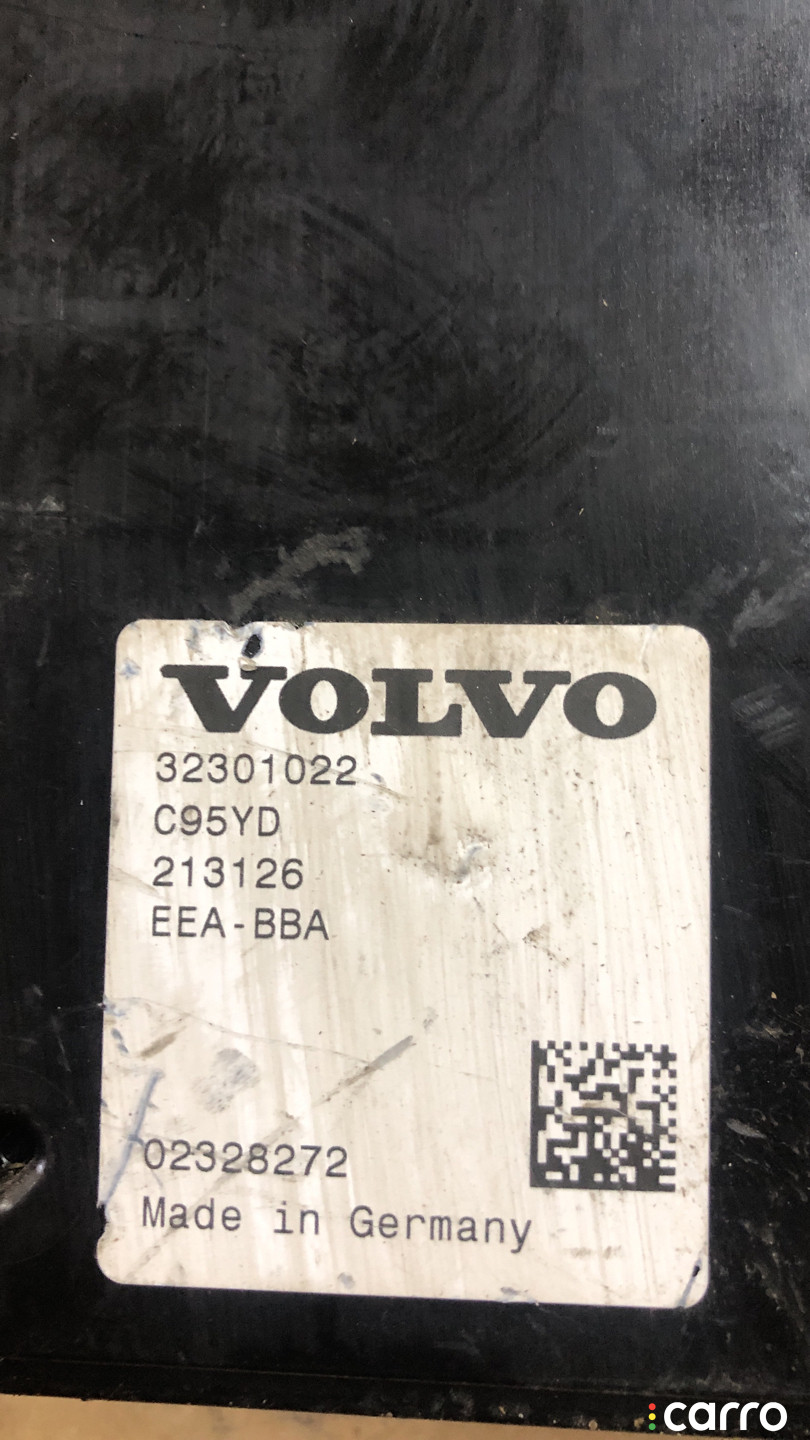 VOLVO
32301022
C95YD
213126
EEA-BBA
02328272
Made in Germany
carro